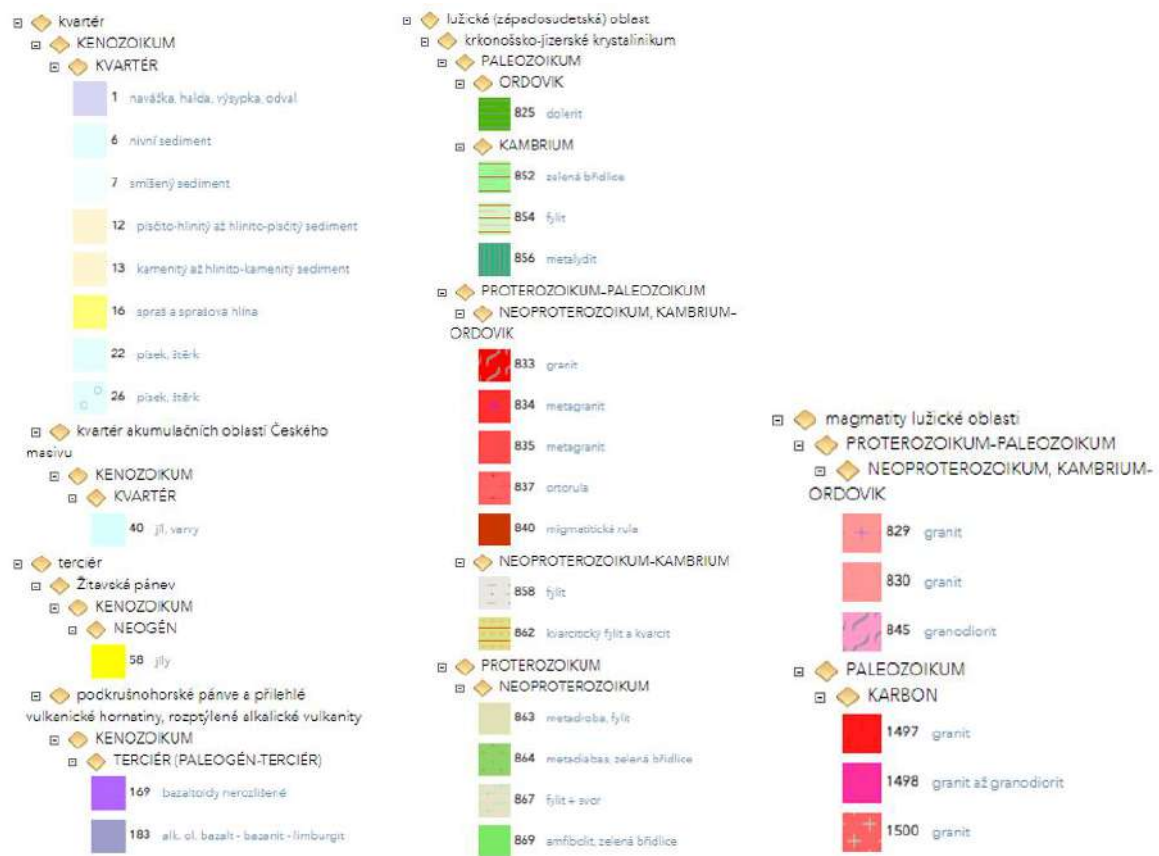 kvartér
KENOZOIKUM
KVARTÉR
1 navážka, halda, výsypka, odval
6 nivní sediment
7 smíšený sediment
12 písčito-hlinitý až hlinito-písčitý sediment
13 kamenitý až hlinito-kamenitý sediment
16 spraš a sprašová hlína
22 písek, štěrk
26 písek, štěrk
kvartér akumulačních oblastí Českého
masivu
KENOZOIKUM
KVARTÉR
40 jíl, varvy
terciér
Žitavská pánev
KENOZOIKUM
NEOGÉN
58 jíly
podkrušnohorské pánve a přilehlé
vulkanické hornatiny, rozptýlené alkalické vulkanity
KENOZOIKUM
TERCIÉR (PALEOGÉN-TERCIÉR)
169 bazaltoidy nerozlišené
183 alk. ol. bazalt - bazanit - limburgit
lužická (západosudetská) oblast
krkonošsko-jizerské krystalinikum
PALEOZOIKUM
ORDOVIK
825 dolerit
KAMBRIUM
852 zelená břidlice
854 fylit
856 metalydit
PROTEROZOIKUM-PALEOZOIKUM
NEOPROTEROZOIKUM, KAMBRIUM-
ORDOVIK
833 granit
834 metagranit
835 metagranit
837 ortorula
840 migmatitická rula
NEOPROTEROZOIKUM-KAMBRIUM
858 fylit
862 kvarcitický fylit a kvarcit
PROTEROZOIKUM
NEOPROTEROZOIKUM
863 metadroba, fylit
864 metadiabas, zelená břidlice
867 fylit + svor
869 amfibolit, zelená břidlice
magmatity lužické oblasti
PROTEROZOIKUM-PALEOZOIKUM
NEOPROTEROZOIKUM, KAMBRIUM-
ORDOVIK
829 granit
830 granit
845 granodiorit
PALEOZOIKUM
KARBON
1497 granit
1498 granit až granodiorit
1500 granit